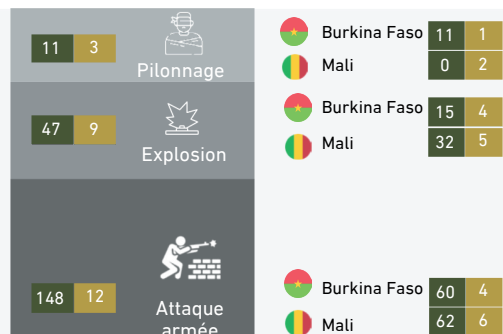 11 3
Pilonnage
Burkina Faso 11 1
Mali 0 2
47 9
Explosion
Burkina Faso 15 4
Mali 32 5
148 12
Attaque
armée
Burkina Faso 60 4
Mali 62 6